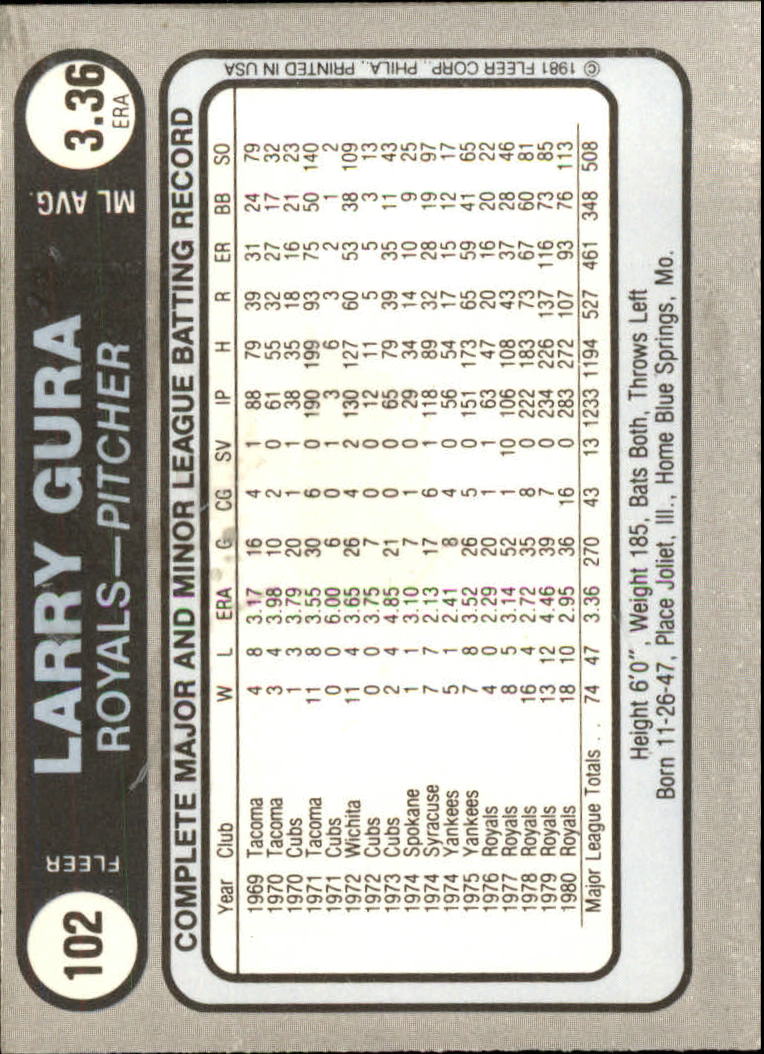 102 FLEER LARRY GURA ML AVG. 3.36
ROYALS—PITCHER ERA
COMPLETE MAJOR AND MINOR LEAGUE BATTING RECORD
Year Club W L ERA G CG SV IP H R ER BB SO
1969 Tacoma 4 8 3.17 16 4 1 88 79 39 31 24 79
1970 Tacoma 3 4 3.98 10 2 0 61 55 32 27 17 32
1970 Cubs 1 3 3.79 20 1 1 38 35 18 16 21 23
1971 Tacoma 11 8 3.55 30 6 0 190 199 93 75 50 140
1971 Cubs 0 0 6.00 6 0 1 3 6 3 2 1 2
1972 Wichita 11 4 3.65 26 4 2 130 127 60 53 38 109
1972 Cubs 0 0 3.75 7 0 0 12 11 5 5 3 13
1973 Cubs 2 4 4.85 21 0 0 65 79 39 35 11 43
1974 Spokane 1 1 3.10 7 1 0 29 34 14 10 9 25
1974 Syracuse 7 7 2.13 17 6 1 118 89 32 28 19 97
1974 Yankees 5 1 2.41 8 4 0 56 54 17 15 12 17
1975 Yankees 7 8 3.52 26 5 0 151 173 65 59 41 65
1976 Royals 4 0 2.29 20 1 1 63 47 20 16 20 22
1977 Royals 8 5 3.14 52 1 10 106 108 43 37 28 46
1978 Royals 16 4 2.72 35 8 0 222 183 73 67 60 81
1979 Royals 13 12 4.46 39 7 0 234 226 137 116 73 85
1980 Royals 18 10 2.95 36 16 0 283 272 107 93 76 113
Major League Totals . . 74 47 3.36 270 43 13 1233 1194 527 461 348 508
Height 6'0", Weight 185, Bats Both, Throws Left
Born 11-26-47, Place Joliet, Ill., Home Blue Springs, Mo.
© 1981 FLEER CORP., PHILA., PRINTED IN USA